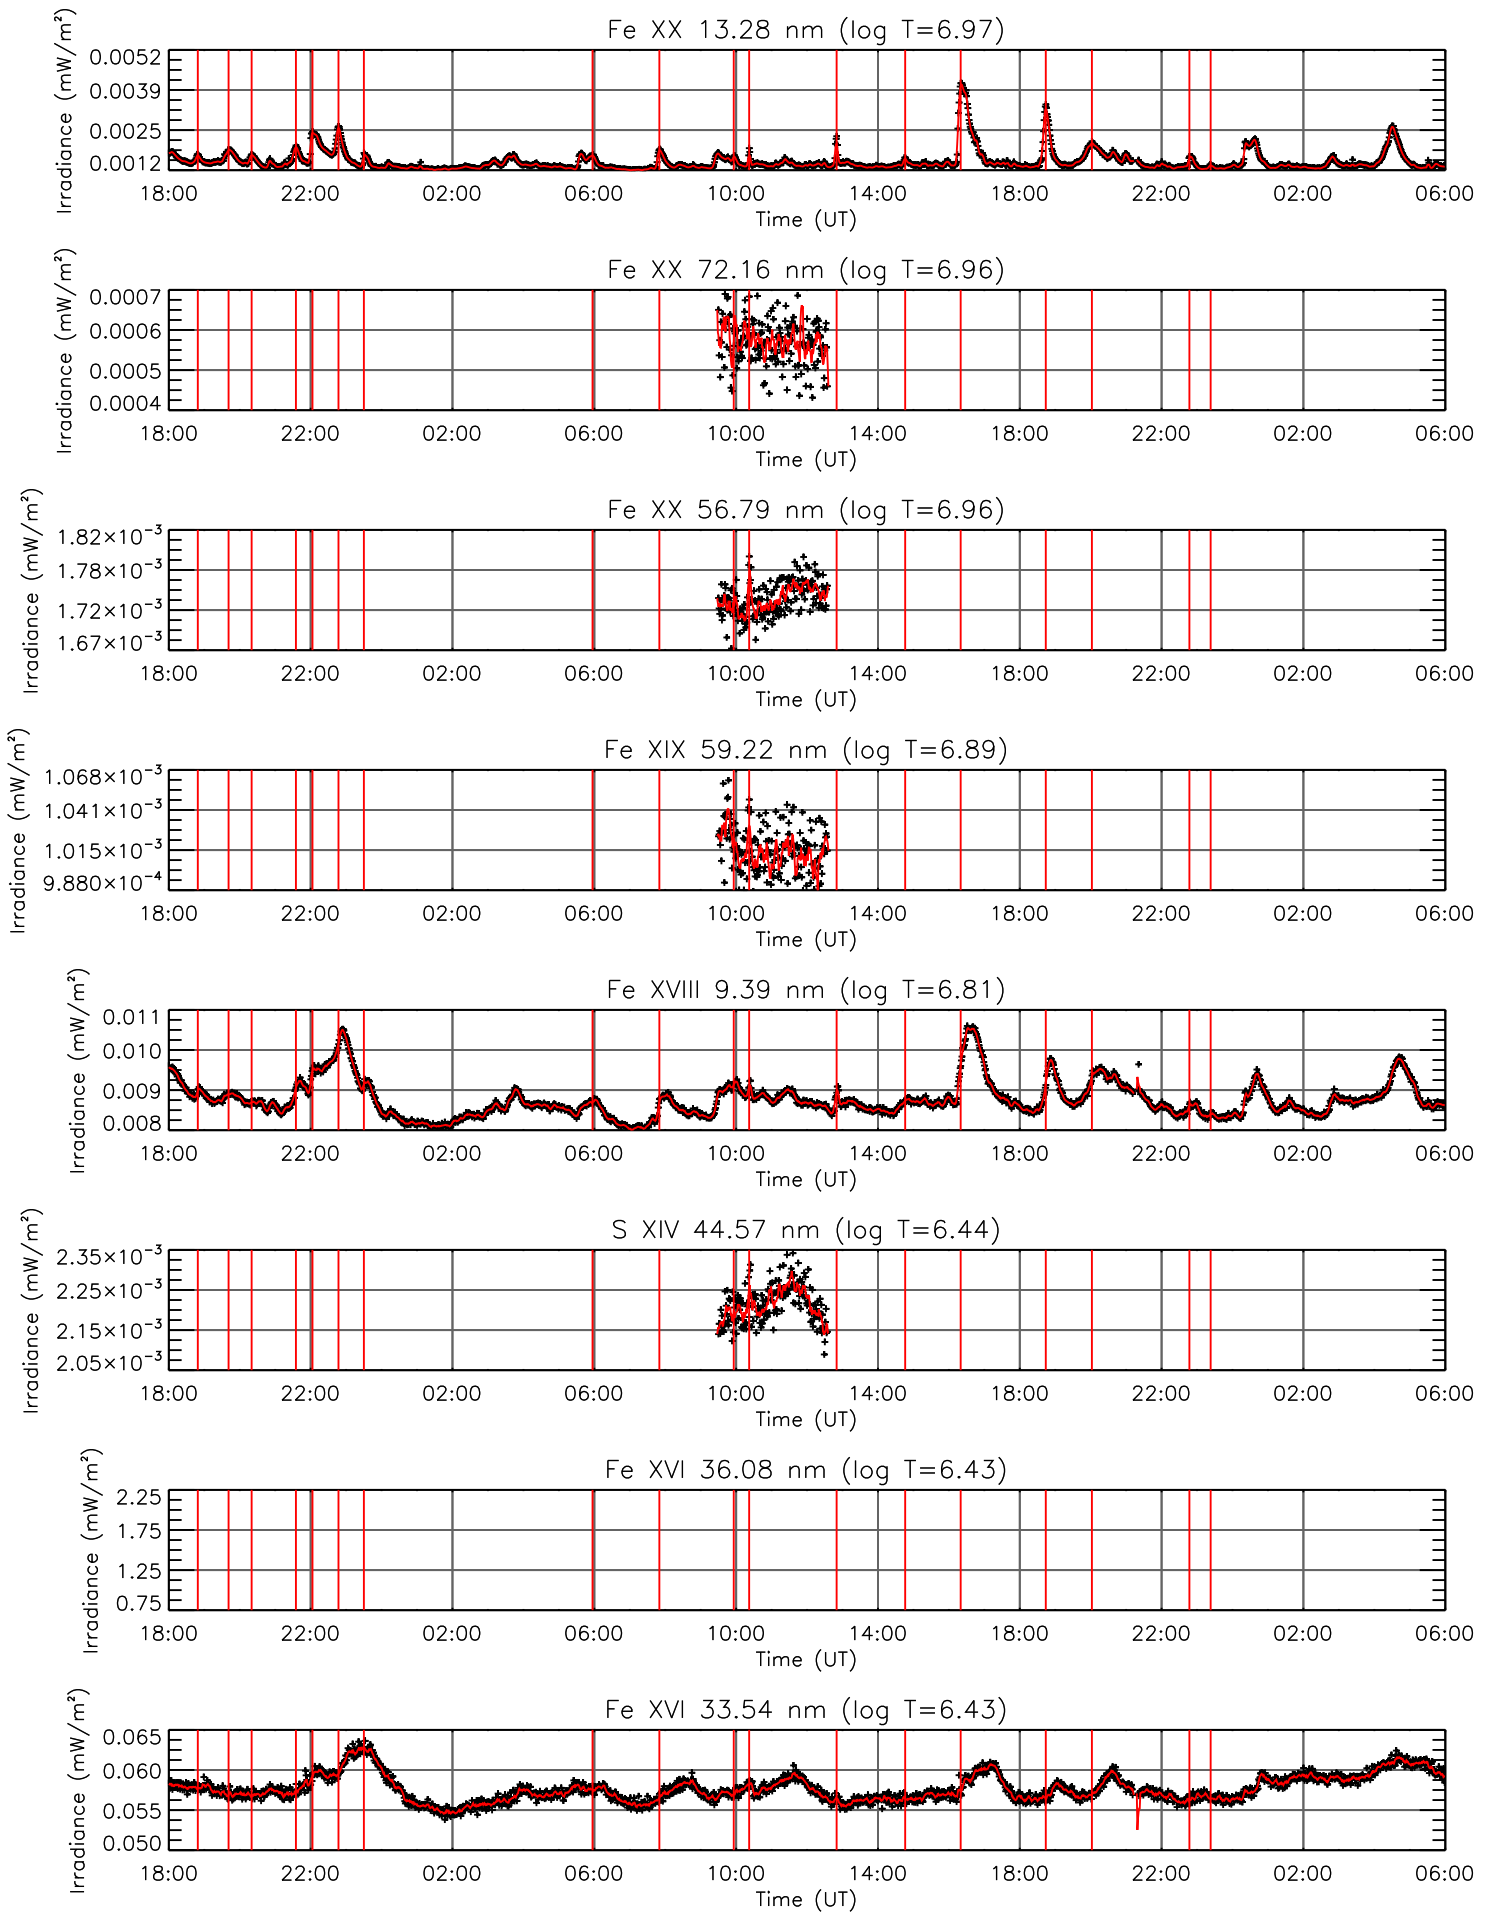 Fe XX 13.28 nm (log T=6.97)
Irradiance (mW/m²)
0.0052
0.0039
0.0025
0.0012
18:00 22:00 02:00 06:00 10:00 14:00 18:00 22:00 02:00 06:00
Time (UT)
Fe XX 72.16 nm (log T=6.96)
Irradiance (mW/m²)
0.0007
0.0006
0.0005
0.0004
18:00 22:00 02:00 06:00 10:00 14:00 18:00 22:00 02:00 06:00
Time (UT)
Fe XX 56.79 nm (log T=6.96)
Irradiance (mW/m²)
1.82×10⁻³
1.78×10⁻³
1.72×10⁻³
1.67×10⁻³
18:00 22:00 02:00 06:00 10:00 14:00 18:00 22:00 02:00 06:00
Time (UT)
Fe XIX 59.22 nm (log T=6.89)
Irradiance (mW/m²)
1.068×10⁻³
1.041×10⁻³
1.015×10⁻³
9.880×10⁻⁴
18:00 22:00 02:00 06:00 10:00 14:00 18:00 22:00 02:00 06:00
Time (UT)
Fe XVIII 9.39 nm (log T=6.81)
Irradiance (mW/m²)
0.011
0.010
0.009
0.008
18:00 22:00 02:00 06:00 10:00 14:00 18:00 22:00 02:00 06:00
Time (UT)
S XIV 44.57 nm (log T=6.44)
Irradiance (mW/m²)
2.35×10⁻³
2.25×10⁻³
2.15×10⁻³
2.05×10⁻³
18:00 22:00 02:00 06:00 10:00 14:00 18:00 22:00 02:00 06:00
Time (UT)
Fe XVI 36.08 nm (log T=6.43)
Irradiance (mW/m²)
2.25
1.75
1.25
0.75
18:00 22:00 02:00 06:00 10:00 14:00 18:00 22:00 02:00 06:00
Time (UT)
Fe XVI 33.54 nm (log T=6.43)
Irradiance (mW/m²)
0.065
0.060
0.055
0.050
18:00 22:00 02:00 06:00 10:00 14:00 18:00 22:00 02:00 06:00
Time (UT)